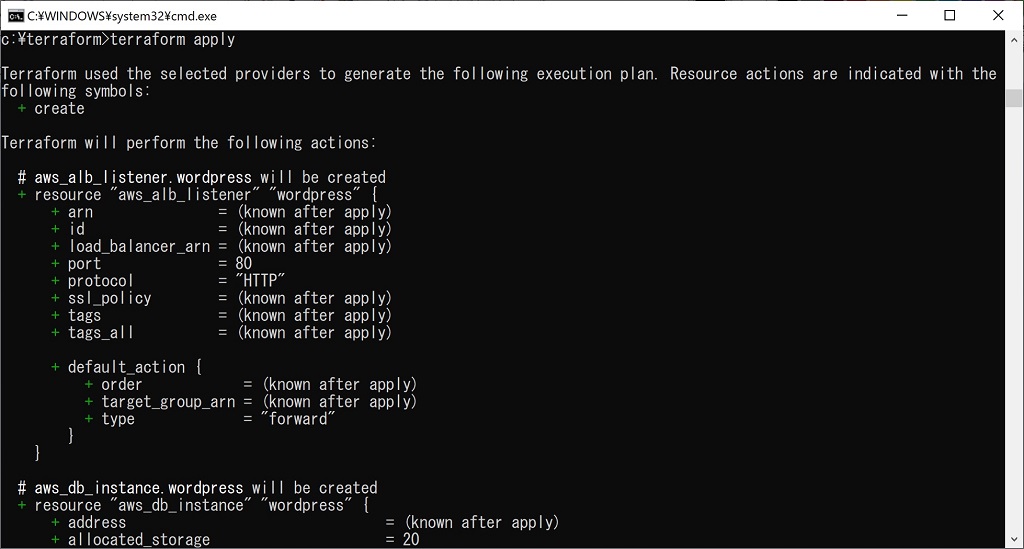 C:¥WINDOWS¥system32¥cmd.exe
c:¥terraform>terraform apply
Terraform used the selected providers to generate the following execution plan. Resource actions are indicated with the
following symbols:
  + create
Terraform will perform the following actions:
  # aws_alb_listener.wordpress will be created
  + resource "aws_alb_listener" "wordpress" {
      + arn               = (known after apply)
      + id                = (known after apply)
      + load_balancer_arn = (known after apply)
      + port              = 80
      + protocol          = "HTTP"
      + ssl_policy        = (known after apply)
      + tags              = (known after apply)
      + tags_all          = (known after apply)
      + default_action {
          + order            = (known after apply)
          + target_group_arn = (known after apply)
          + type             = "forward"
        }
    }
  # aws_db_instance.wordpress will be created
  + resource "aws_db_instance" "wordpress" {
      + address                               = (known after apply)
      + allocated_storage                     = 20